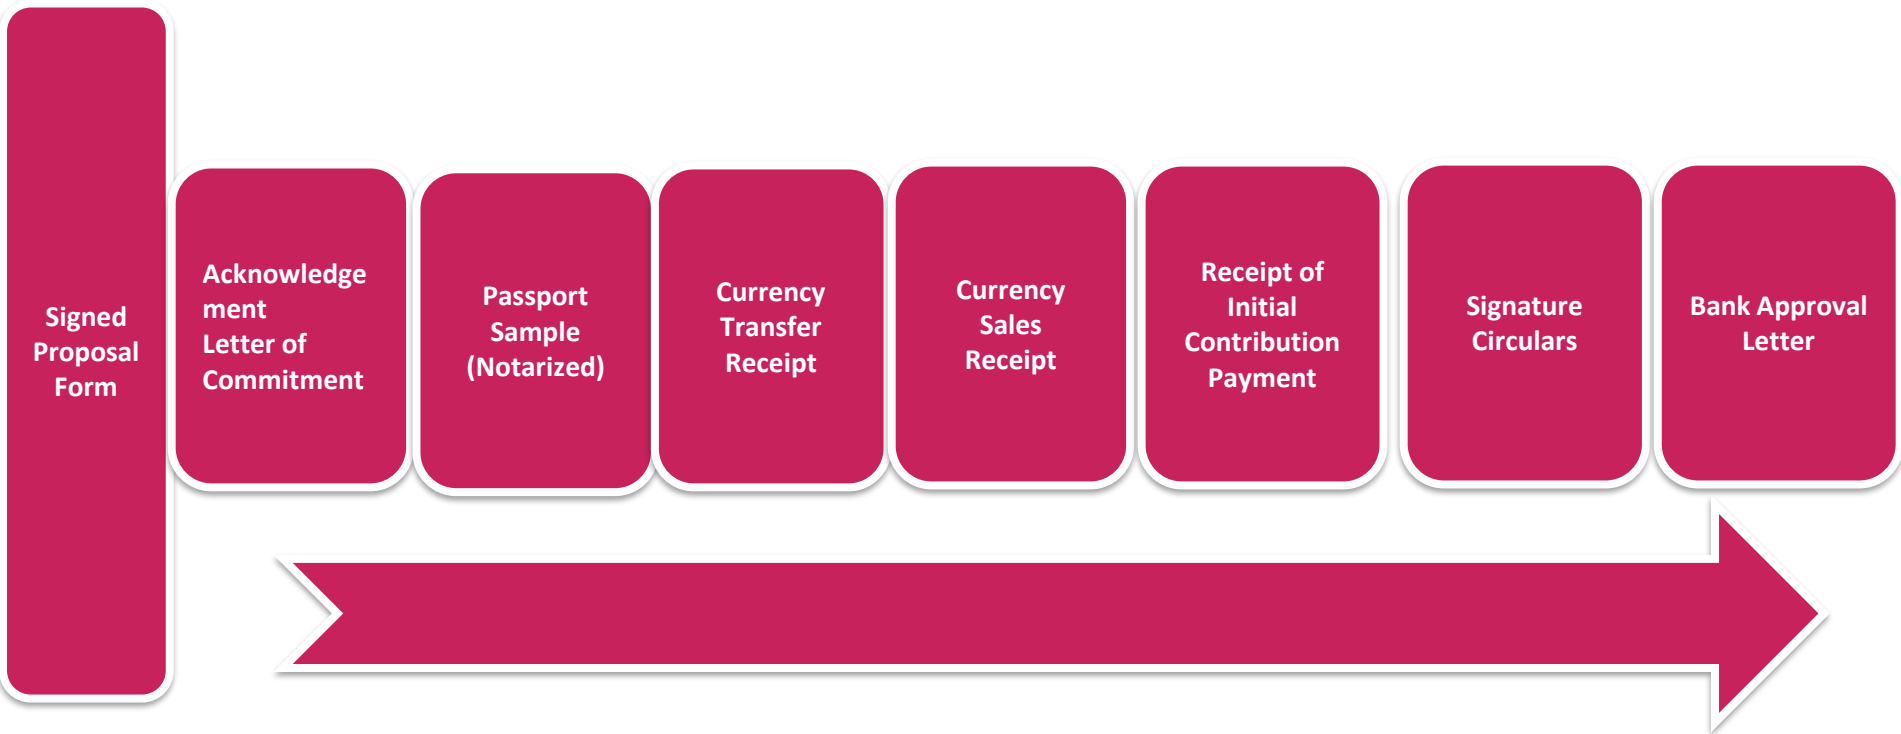 Signed
Proposal
Form
Acknowledge
ment
Letter of
Commitment
Passport
Sample
(Notarized)
Currency
Transfer
Receipt
Currency
Sales
Receipt
Receipt of
Initial
Contribution
Payment
Signature
Circulars
Bank Approval
Letter